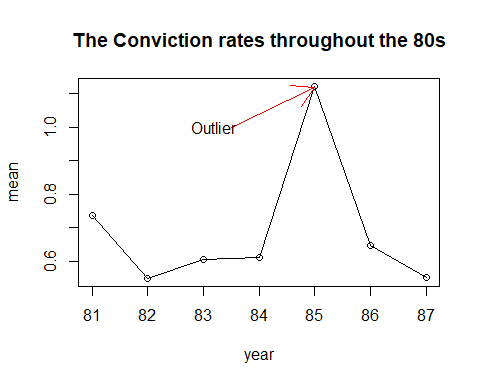 The Conviction rates throughout the 80s
Outlier
mean
1.0
0.8
0.6
81 82 83 84 85 86 87
year